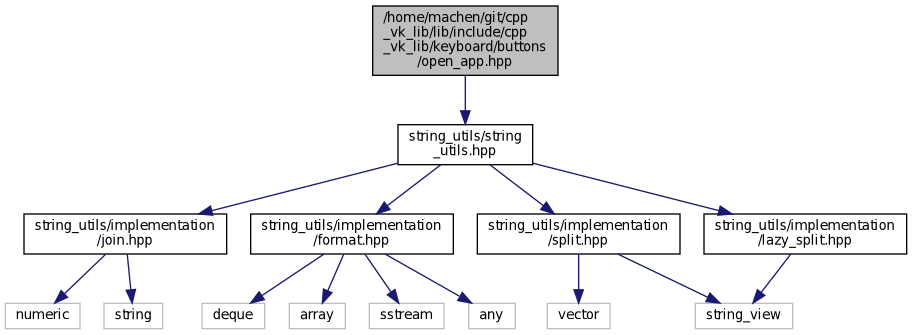 /home/machen/git/cpp
_vk_lib/lib/include/cpp
_vk_lib/keyboard/buttons
/open_app.hpp
string_utils/string
_utils.hpp
string_utils/implementation
/join.hpp
string_utils/implementation
/format.hpp
string_utils/implementation
/split.hpp
string_utils/implementation
/lazy_split.hpp
numeric
string
deque
array
sstream
any
vector
string_view